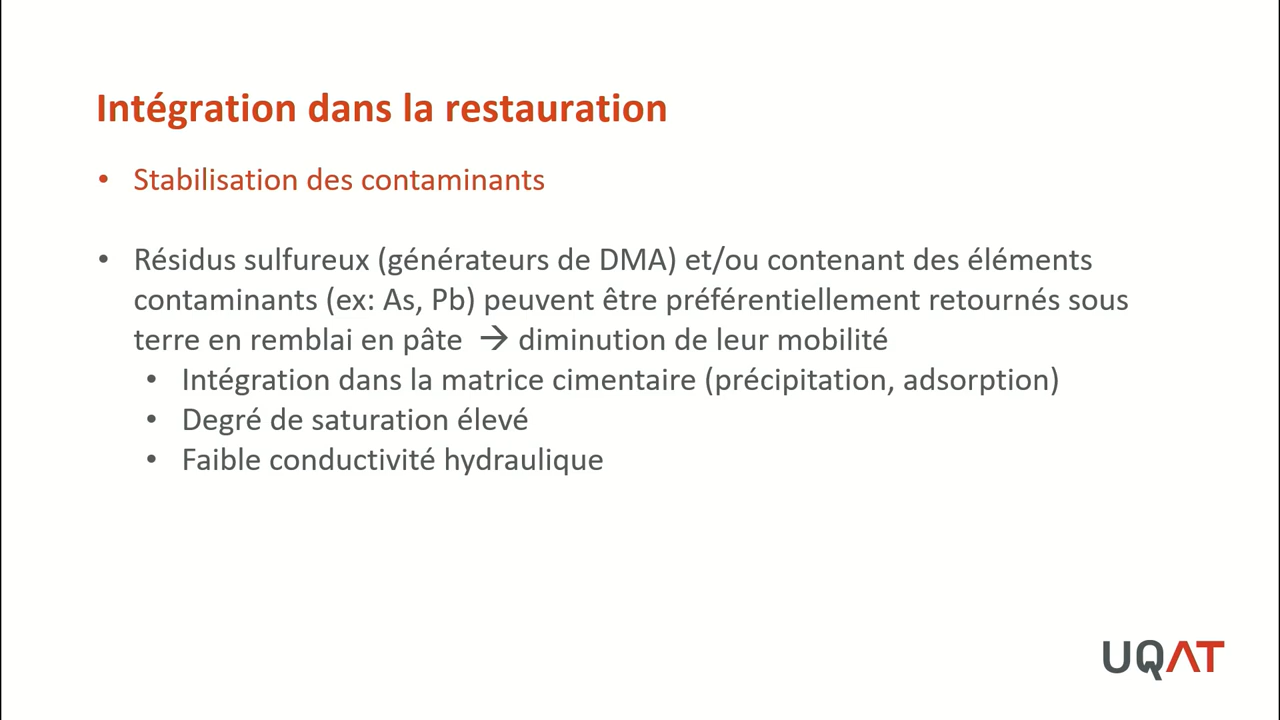 Intégration dans la restauration
• Stabilisation des contaminants
• Résidus sulfureux (générateurs de DMA) et/ou contenant des éléments
contaminants (ex: As, Pb) peuvent être préférentiellement retournés sous
terre en remblai en pâte → diminution de leur mobilité
• Intégration dans la matrice cimentaire (précipitation, adsorption)
• Degré de saturation élevé
• Faible conductivité hydraulique
UQAT